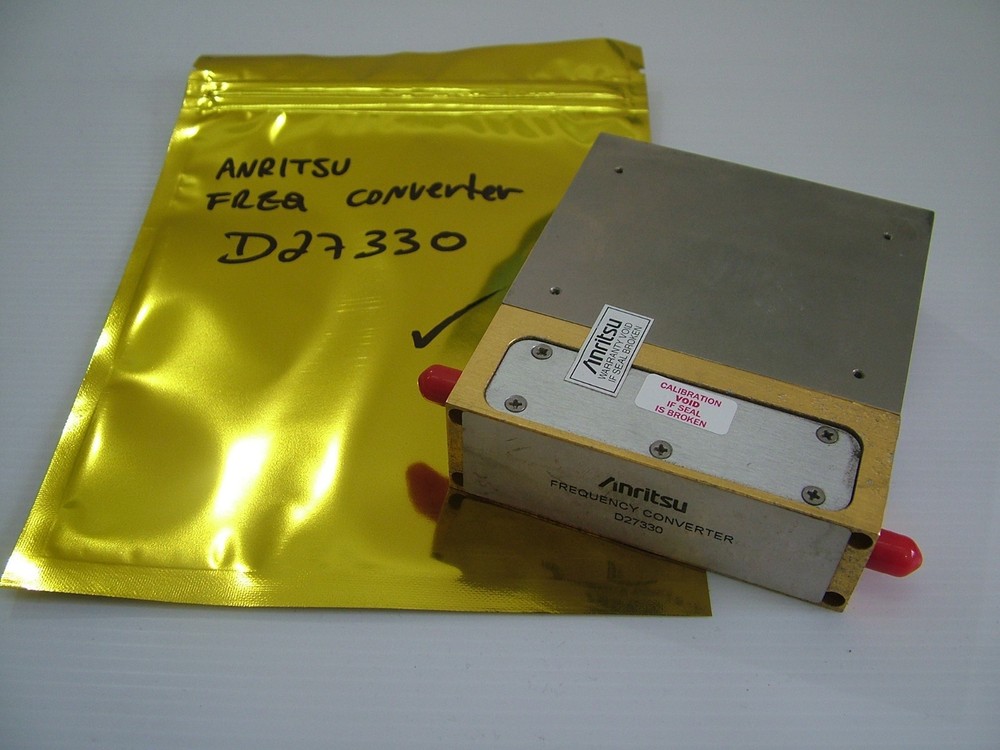 ANRITSU
FREQ Converter
D27330
Anritsu
WARRANTY VOID
IF SEAL BROKEN
CALIBRATION
VOID
IF SEAL
IS BROKEN
Anritsu
FREQUENCY CONVERTER
D27330